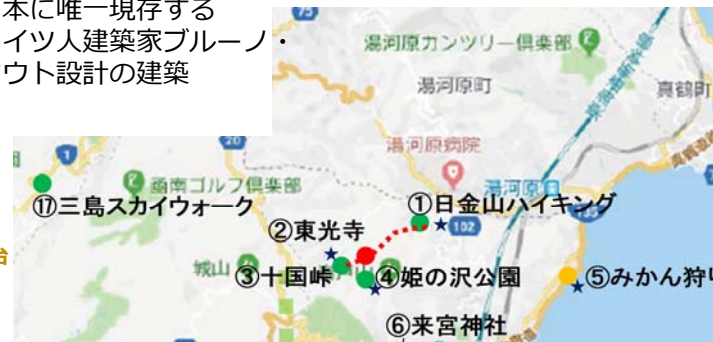 本に唯一現存する
イツ人建築家ブルーノ・
ウト設計の建築
75
湯河原カンツリー倶楽部
湯河原町
真鶴町
20
1
湯河原病院
函南ゴルフ倶楽部
湯河原
⑰三島スカイウォーク
①日金山ハイキング
102
②東光寺
台
城山
③十国峠
④姫の沢公園
⑤みかん狩り
⑥来宮神社